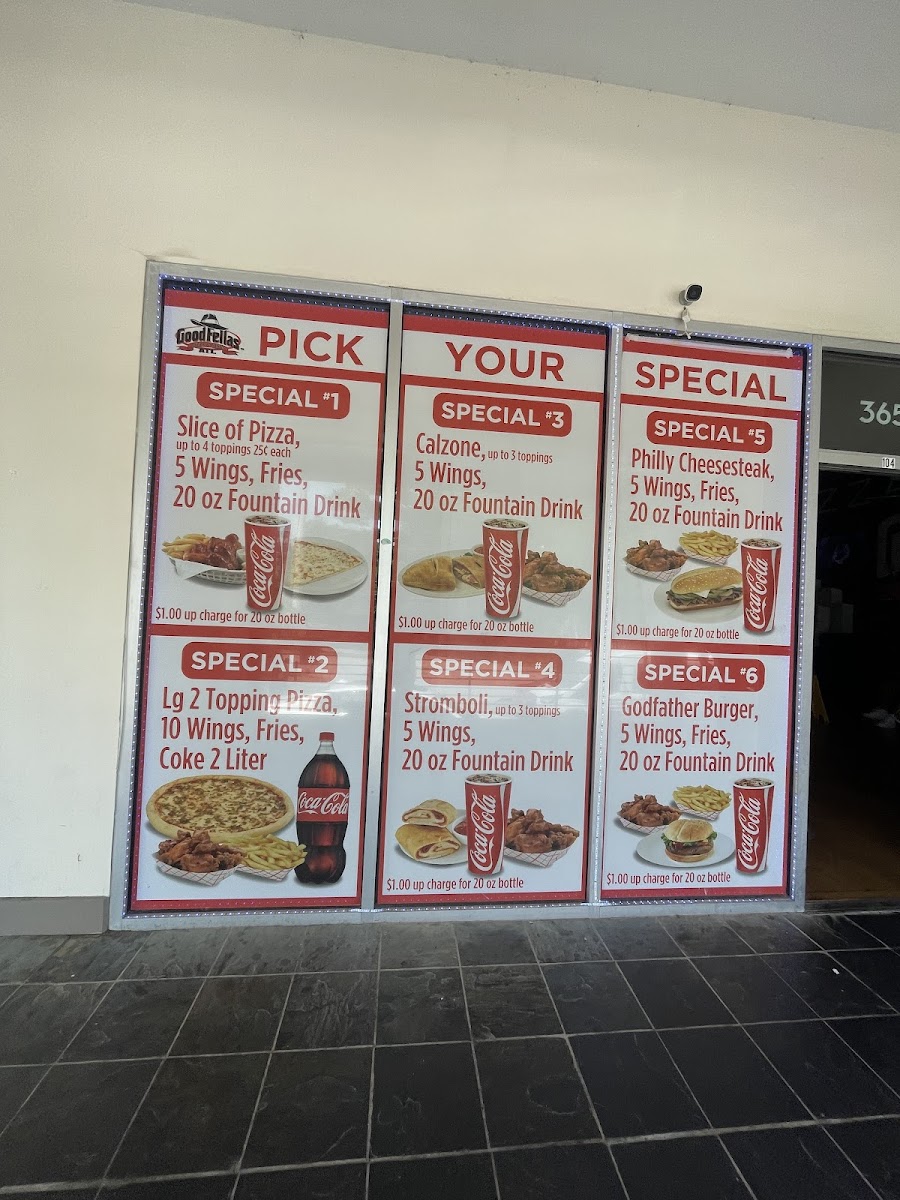 GoodFellas
ATL
PICK
SPECIAL #1
Slice of Pizza,
up to 4 toppings 25¢ each
5 Wings, Fries,
20 oz Fountain Drink
Coca-Cola
$1.00 up charge for 20 oz bottle
SPECIAL #2
Lg 2 Topping Pizza,
10 Wings, Fries,
Coke 2 Liter
Coca-Cola
YOUR
SPECIAL #3
Calzone, up to 3 toppings
5 Wings,
20 oz Fountain Drink
Coca-Cola
$1.00 up charge for 20 oz bottle
SPECIAL #4
Stromboli, up to 3 toppings
5 Wings,
20 oz Fountain Drink
Coca-Cola
$1.00 up charge for 20 oz bottle
SPECIAL
SPECIAL #5
Philly Cheesesteak,
5 Wings, Fries,
20 oz Fountain Drink
Coca-Cola
$1.00 up charge for 20 oz bottle
SPECIAL #6
Godfather Burger,
5 Wings, Fries,
20 oz Fountain Drink
Coca-Cola
$1.00 up charge for 20 oz bottle
365
104